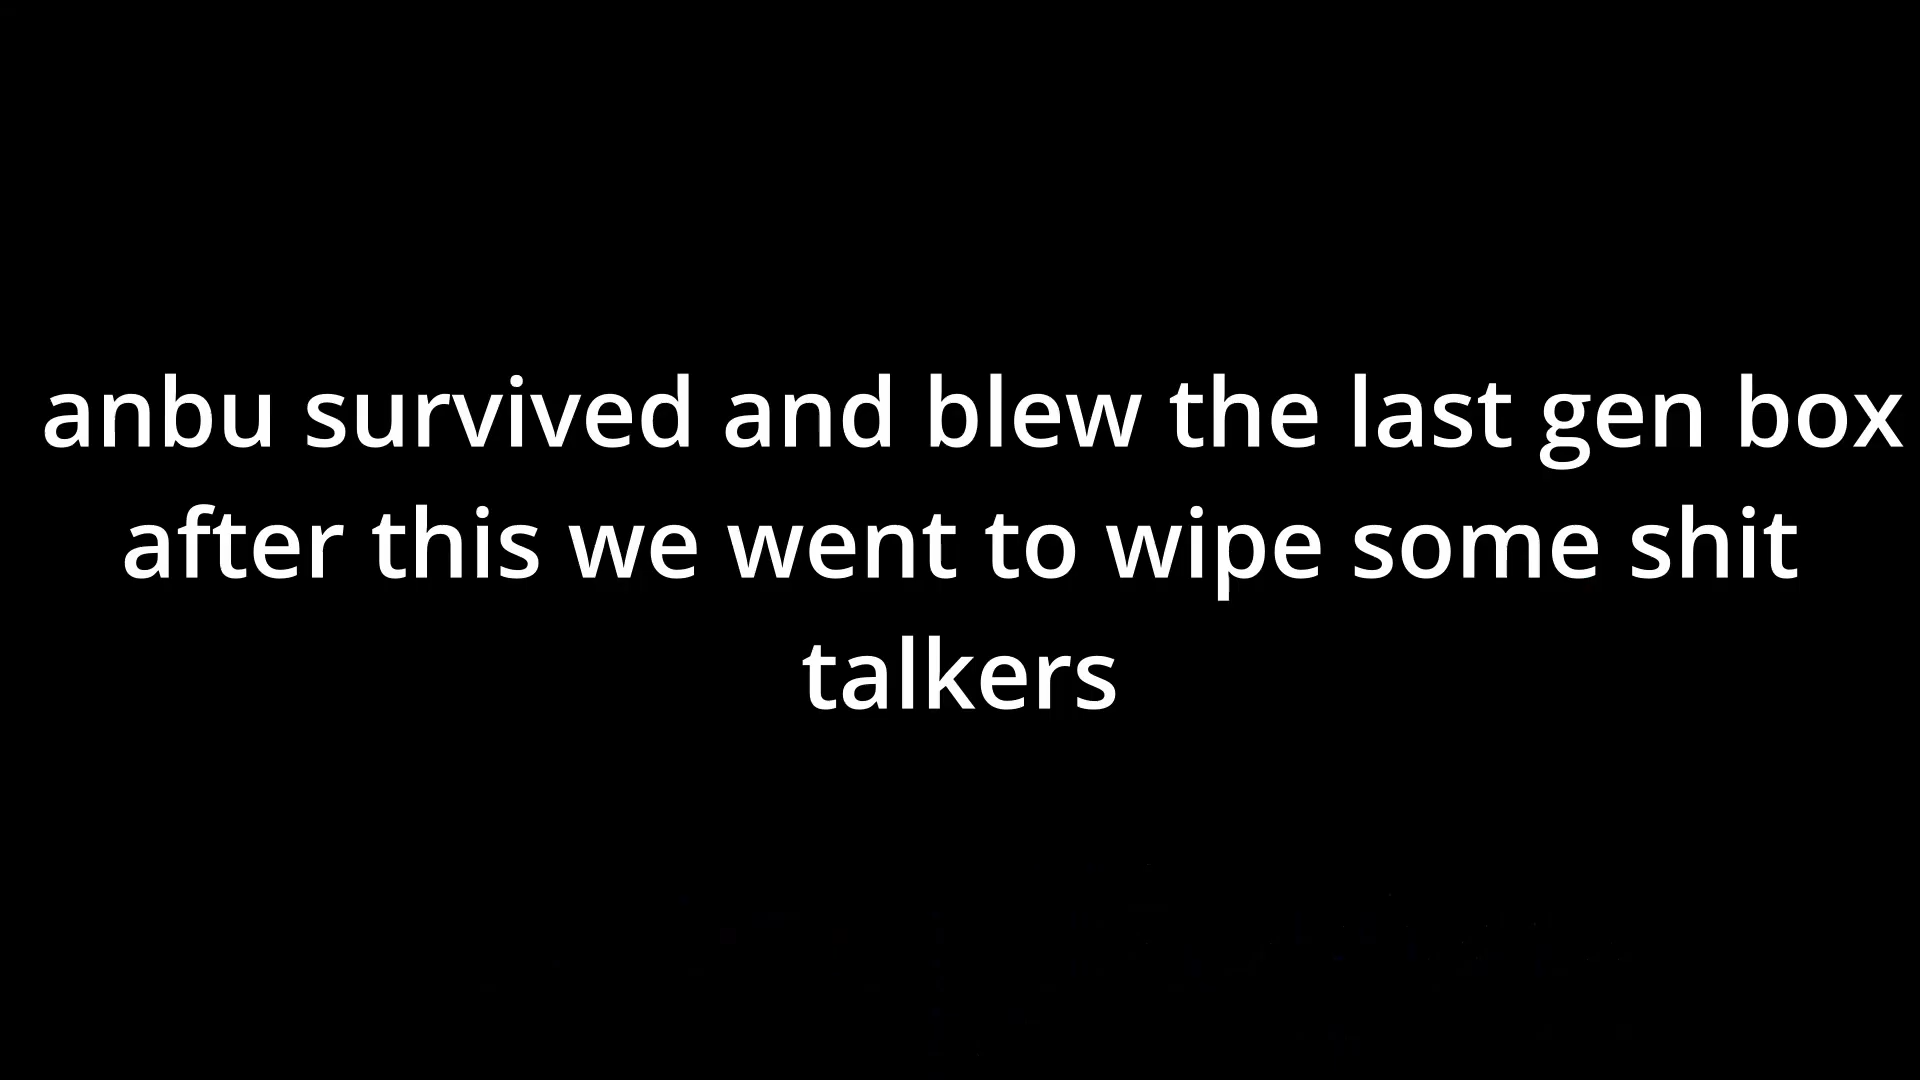 anbu survived and blew the last gen box
after this we went to wipe some shit
talkers